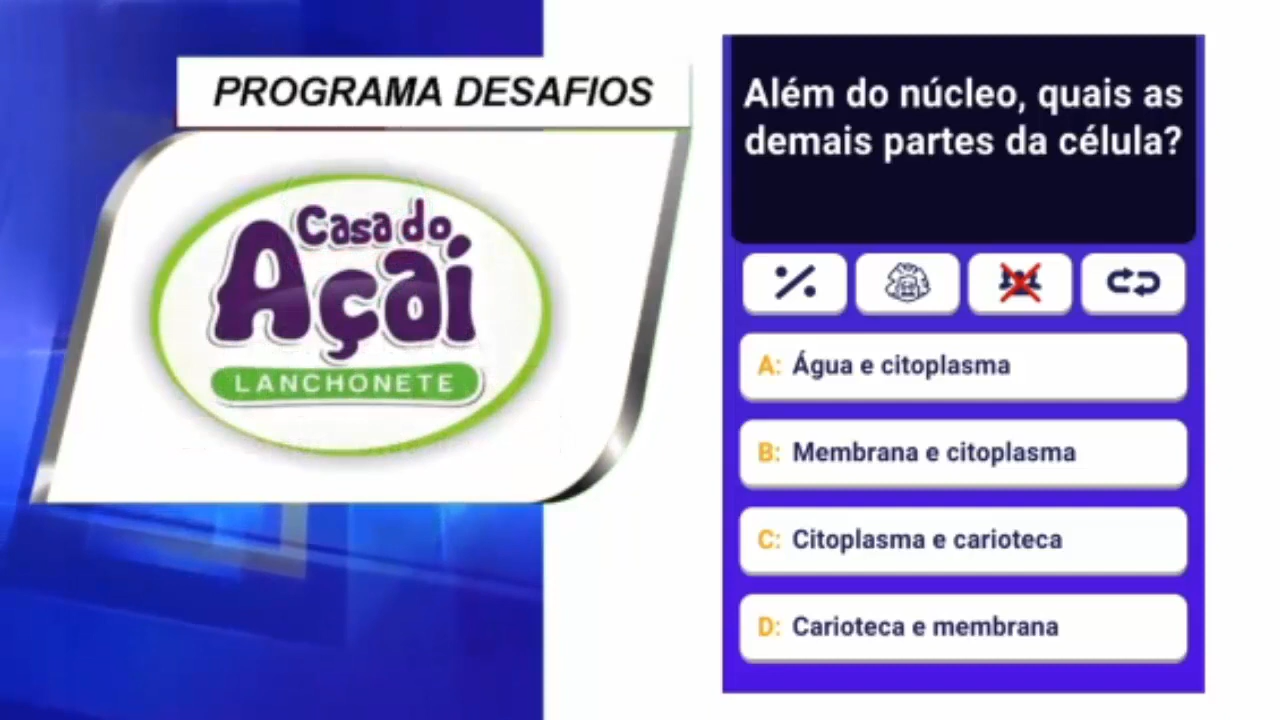 PROGRAMA DESAFIOS
Casa do
Açaí
LANCHONETE
Além do núcleo, quais as
demais partes da célula?
A: Água e citoplasma
B: Membrana e citoplasma
C: Citoplasma e carioteca
D: Carioteca e membrana